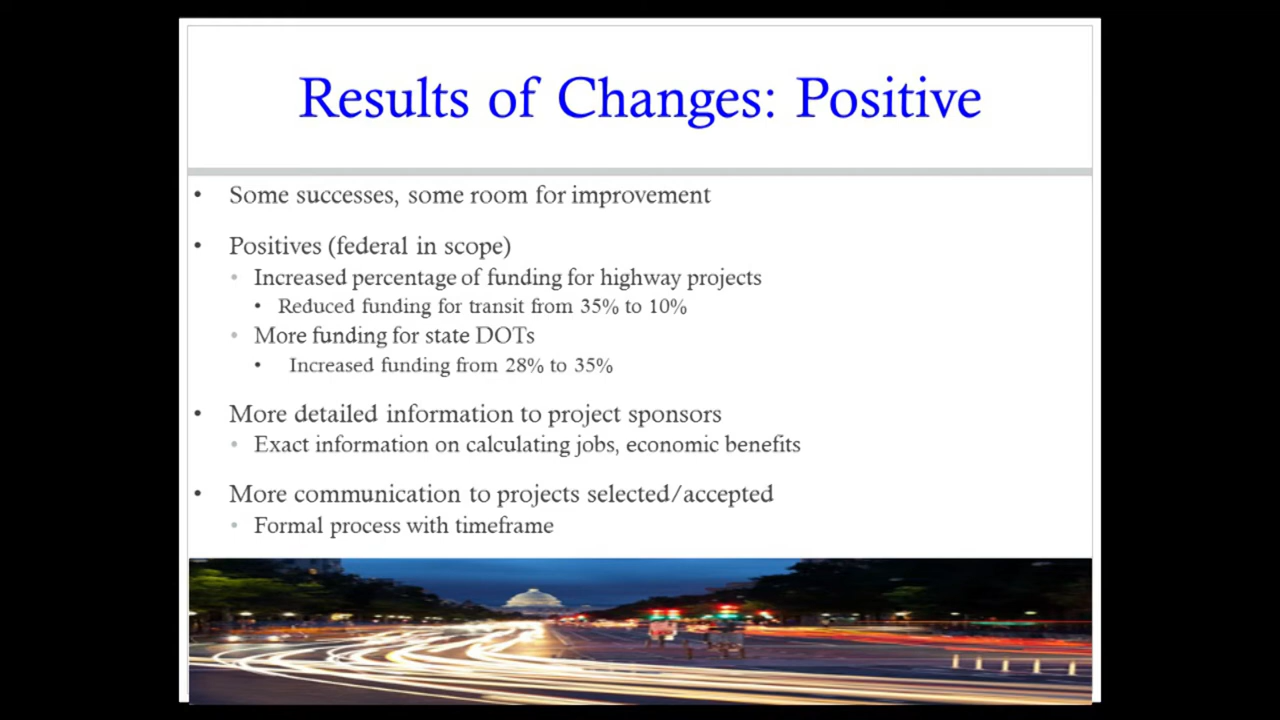 Results of Changes: Positive
• Some successes, some room for improvement
• Positives (federal in scope)
• Increased percentage of funding for highway projects
• Reduced funding for transit from 35% to 10%
• More funding for state DOTs
• Increased funding from 28% to 35%
• More detailed information to project sponsors
• Exact information on calculating jobs, economic benefits
• More communication to projects selected/accepted
• Formal process with timeframe